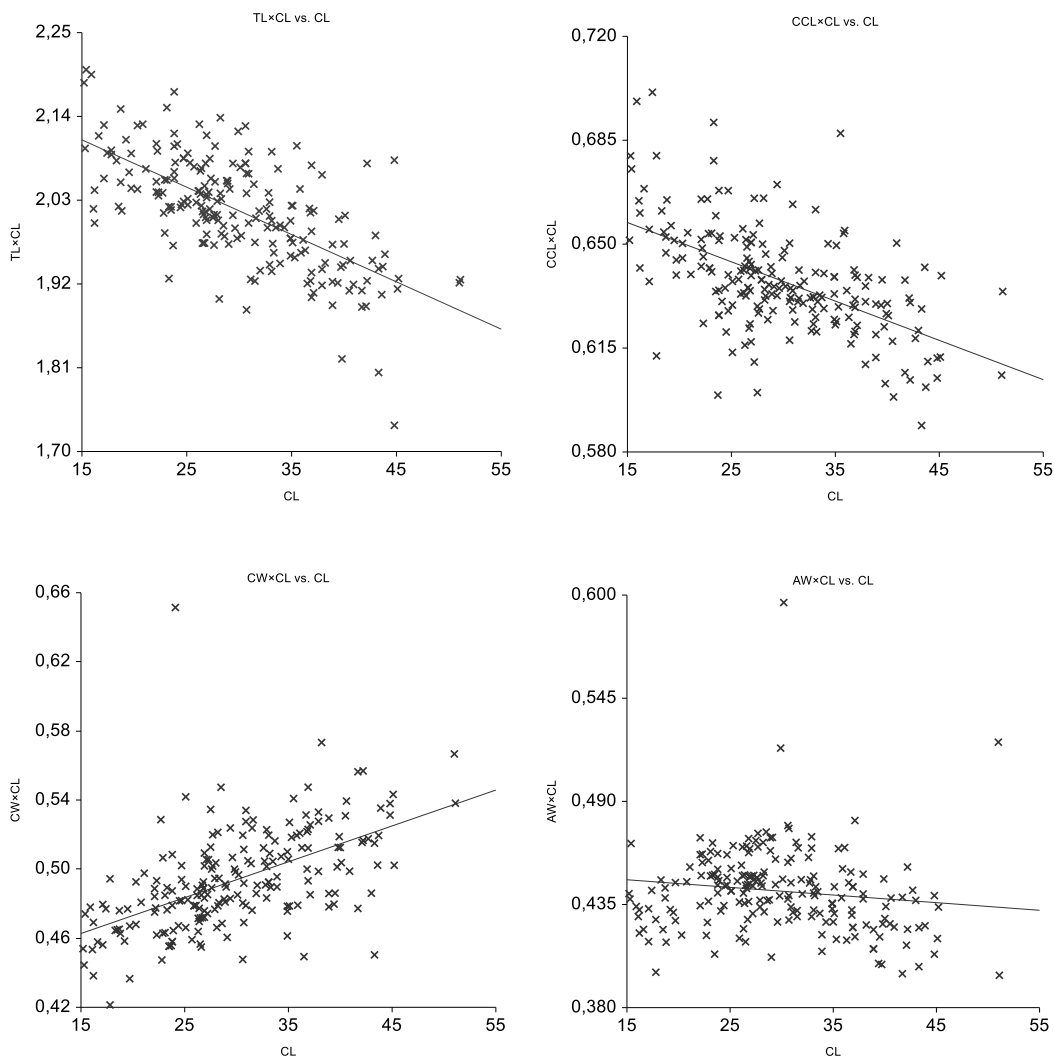 TL×CL vs. CL
2,25
2,14
2,03
1,92
1,81
1,70
TL×CL
15 25 35 45 55
CL
CCL×CL vs. CL
0,720
0,685
0,650
0,615
0,580
CCL×CL
15 25 35 45 55
CL
CW×CL vs. CL
0,66
0,62
0,58
0,54
0,50
0,46
0,42
CW×CL
15 25 35 45 55
CL
AW×CL vs. CL
0,600
0,545
0,490
0,435
0,380
AW×CL
15 25 35 45 55
CL